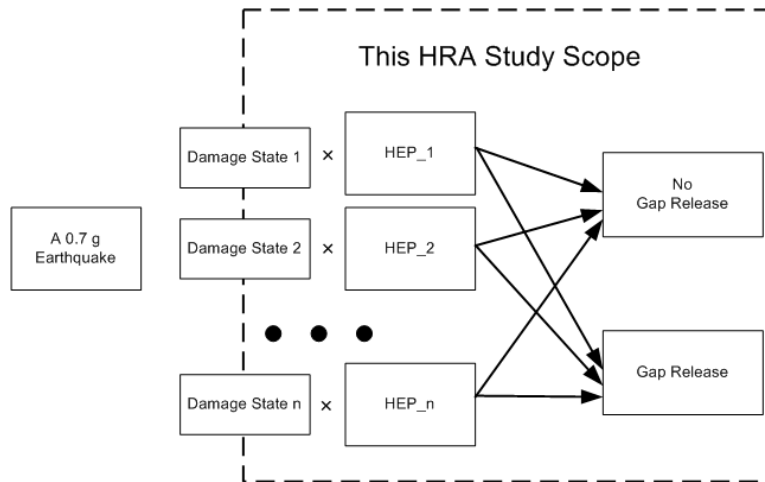 This HRA Study Scope
Damage State 1
×
HEP_1
No
Gap Release
A 0.7 g
Earthquake
Damage State 2
×
HEP_2
Gap Release
Damage State n
×
HEP_n